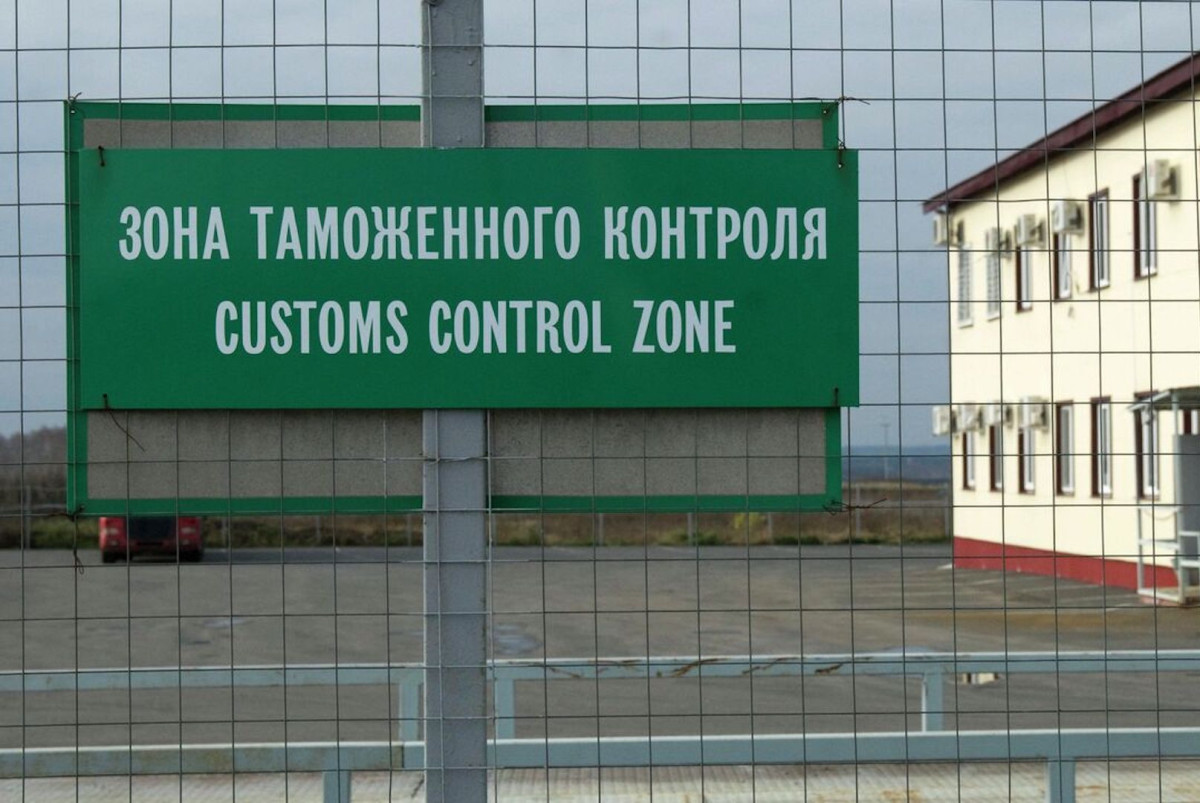 ЗОНА ТАМОЖЕННОГО КОНТРОЛЯ
CUSTOMS CONTROL ZONE